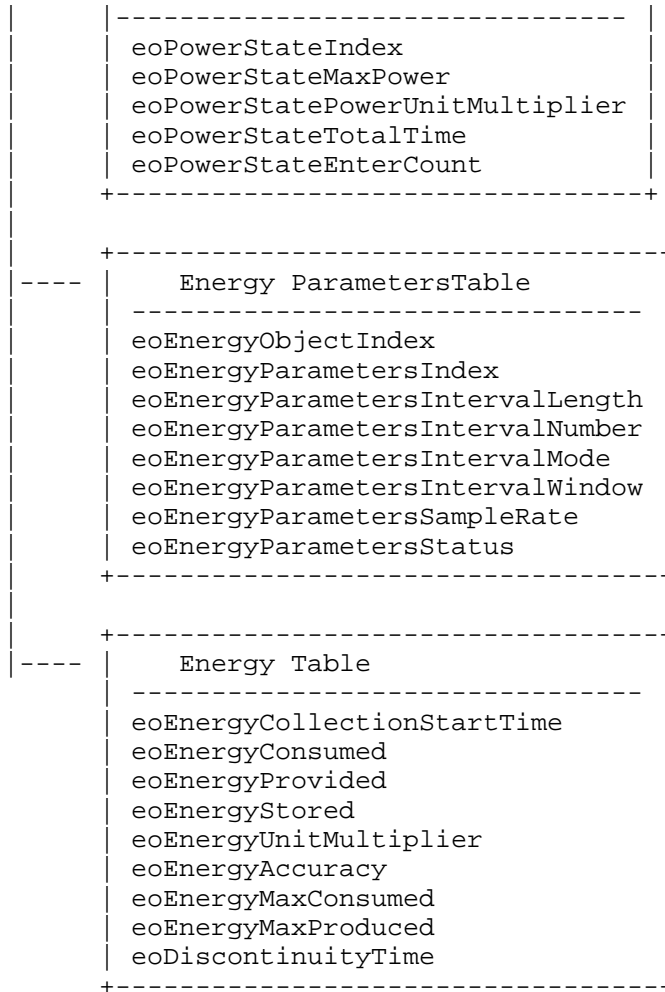 |     |--------------------------------- |
|     | eoPowerStateIndex               |
|     | eoPowerStateMaxPower            |
|     | eoPowerStatePowerUnitMultiplier |
|     | eoPowerStateTotalTime           |
|     | eoPowerStateEnterCount          |
|     +---------------------------------+
|
|     +----------------------------------
|---- |    Energy ParametersTable
|     | --------------------------------
|     | eoEnergyObjectIndex
|     | eoEnergyParametersIndex
|     | eoEnergyParametersIntervalLength
|     | eoEnergyParametersIntervalNumber
|     | eoEnergyParametersIntervalMode
|     | eoEnergyParametersIntervalWindow
|     | eoEnergyParametersSampleRate
|     | eoEnergyParametersStatus
|     +----------------------------------
|
|     +----------------------------------
|---- |    Energy Table
      | --------------------------------
      | eoEnergyCollectionStartTime
      | eoEnergyConsumed
      | eoEnergyProvided
      | eoEnergyStored
      | eoEnergyUnitMultiplier
      | eoEnergyAccuracy
      | eoEnergyMaxConsumed
      | eoEnergyMaxProduced
      | eoDiscontinuityTime
      +----------------------------------